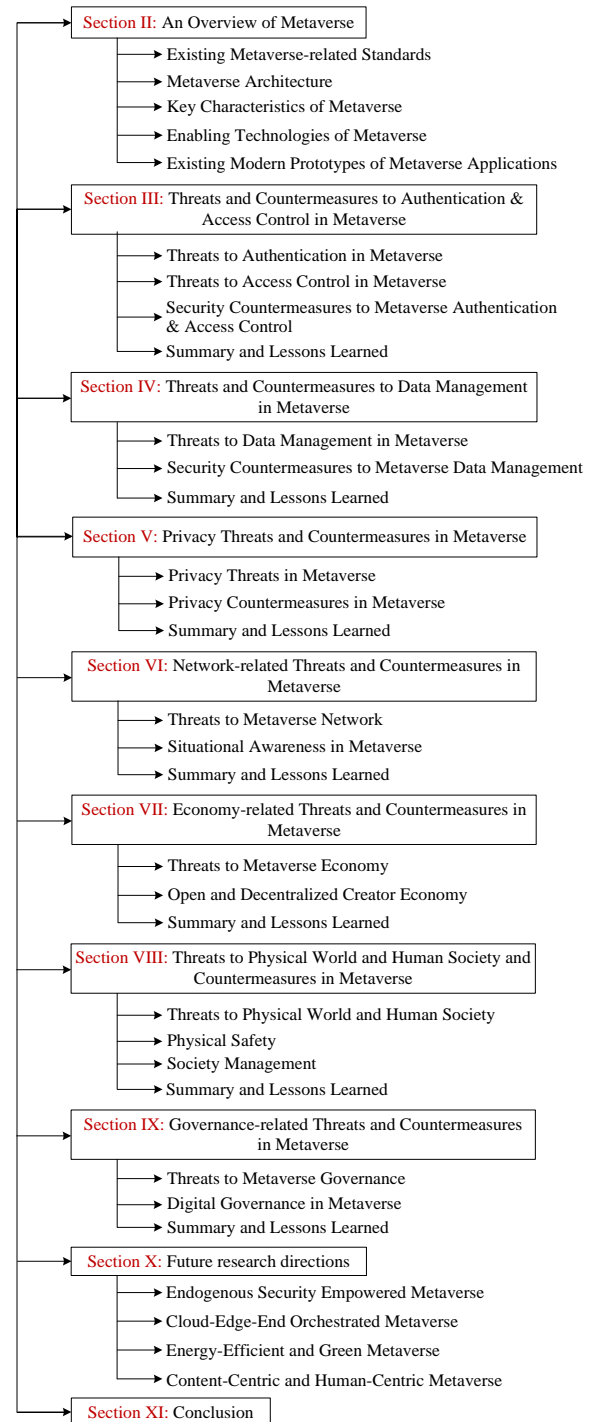 Section II: An Overview of Metaverse
Existing Metaverse-related Standards
Metaverse Architecture
Key Characteristics of Metaverse
Enabling Technologies of Metaverse
Existing Modern Prototypes of Metaverse Applications
Section III: Threats and Countermeasures to Authentication &
Access Control in Metaverse
Threats to Authentication in Metaverse
Threats to Access Control in Metaverse
Security Countermeasures to Metaverse Authentication
& Access Control
Summary and Lessons Learned
Section IV: Threats and Countermeasures to Data Management
in Metaverse
Threats to Data Management in Metaverse
Security Countermeasures to Metaverse Data Management
Summary and Lessons Learned
Section V: Privacy Threats and Countermeasures in Metaverse
Privacy Threats in Metaverse
Privacy Countermeasures in Metaverse
Summary and Lessons Learned
Section VI: Network-related Threats and Countermeasures in
Metaverse
Threats to Metaverse Network
Situational Awareness in Metaverse
Summary and Lessons Learned
Section VII: Economy-related Threats and Countermeasures in
Metaverse
Threats to Metaverse Economy
Open and Decentralized Creator Economy
Summary and Lessons Learned
Section VIII: Threats to Physical World and Human Society and
Countermeasures in Metaverse
Threats to Physical World and Human Society
Physical Safety
Society Management
Summary and Lessons Learned
Section IX: Governance-related Threats and Countermeasures
in Metaverse
Threats to Metaverse Governance
Digital Governance in Metaverse
Summary and Lessons Learned
Section X: Future research directions
Endogenous Security Empowered Metaverse
Cloud-Edge-End Orchestrated Metaverse
Energy-Efficient and Green Metaverse
Content-Centric and Human-Centric Metaverse
Section XI: Conclusion